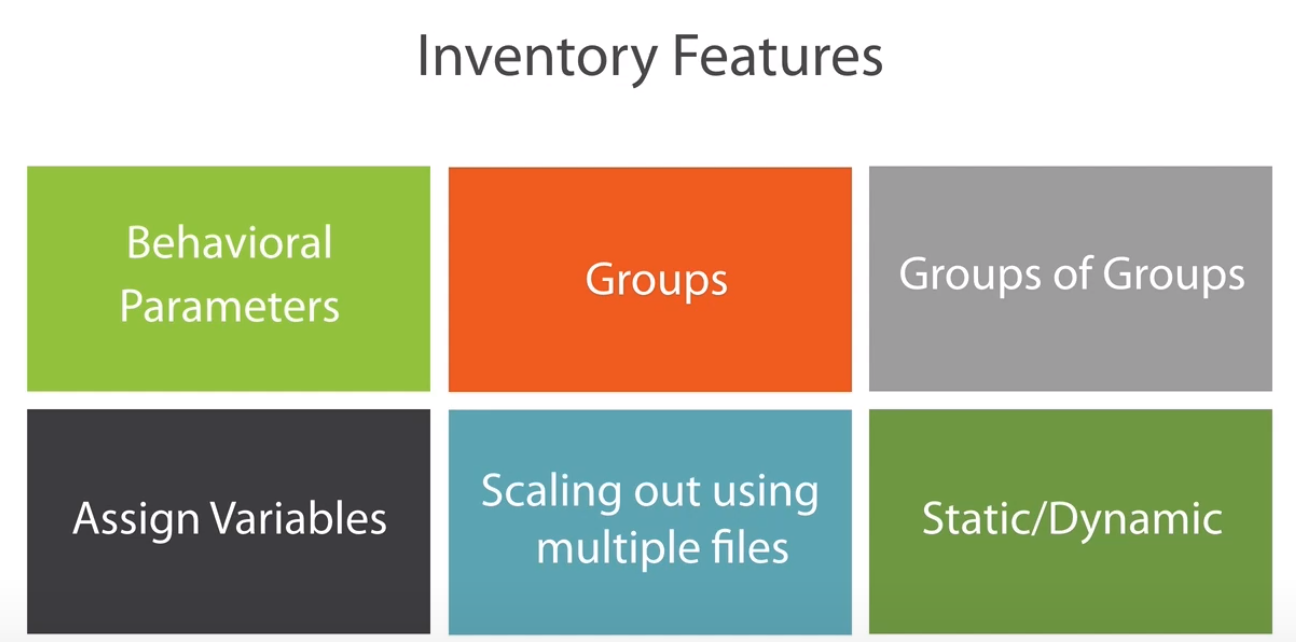 Inventory Features
Behavioral
Parameters
Groups
Groups of Groups
Assign Variables
Scaling out using
multiple files
Static/Dynamic